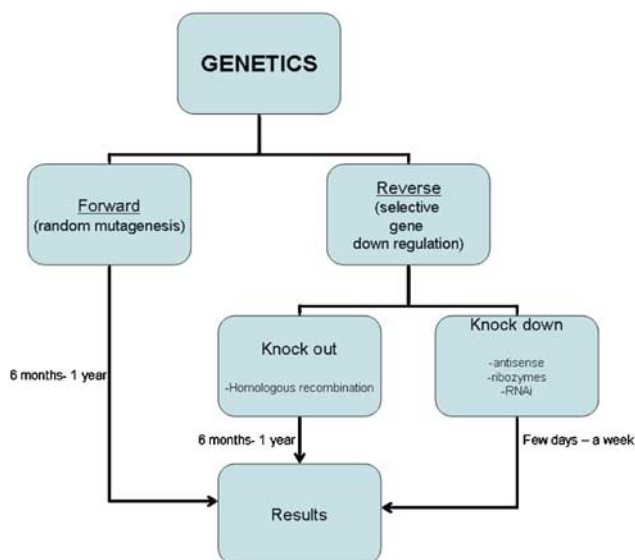 GENETICS
Forward
(random mutagenesis)
Reverse
(selective
gene
down regulation)
Knock out
-Homologous recombination
Knock down
-antisense
-ribozymes
-RNAi
6 months- 1 year
6 months- 1 year
Few days – a week
Results